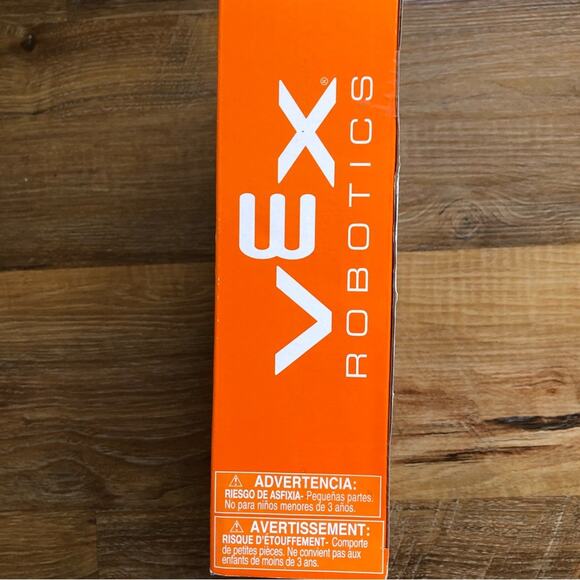 VEX®
ROBOTICS
⚠ ADVERTENCIA:
RIESGO DE ASFIXIA- Pequeñas partes.
No para niños menores de 3 años.
⚠ AVERTISSEMENT:
RISQUE D'ÉTOUFFEMENT- Comporte
de petites pièces. Ne convient pas aux
enfants de moins de 3 ans.